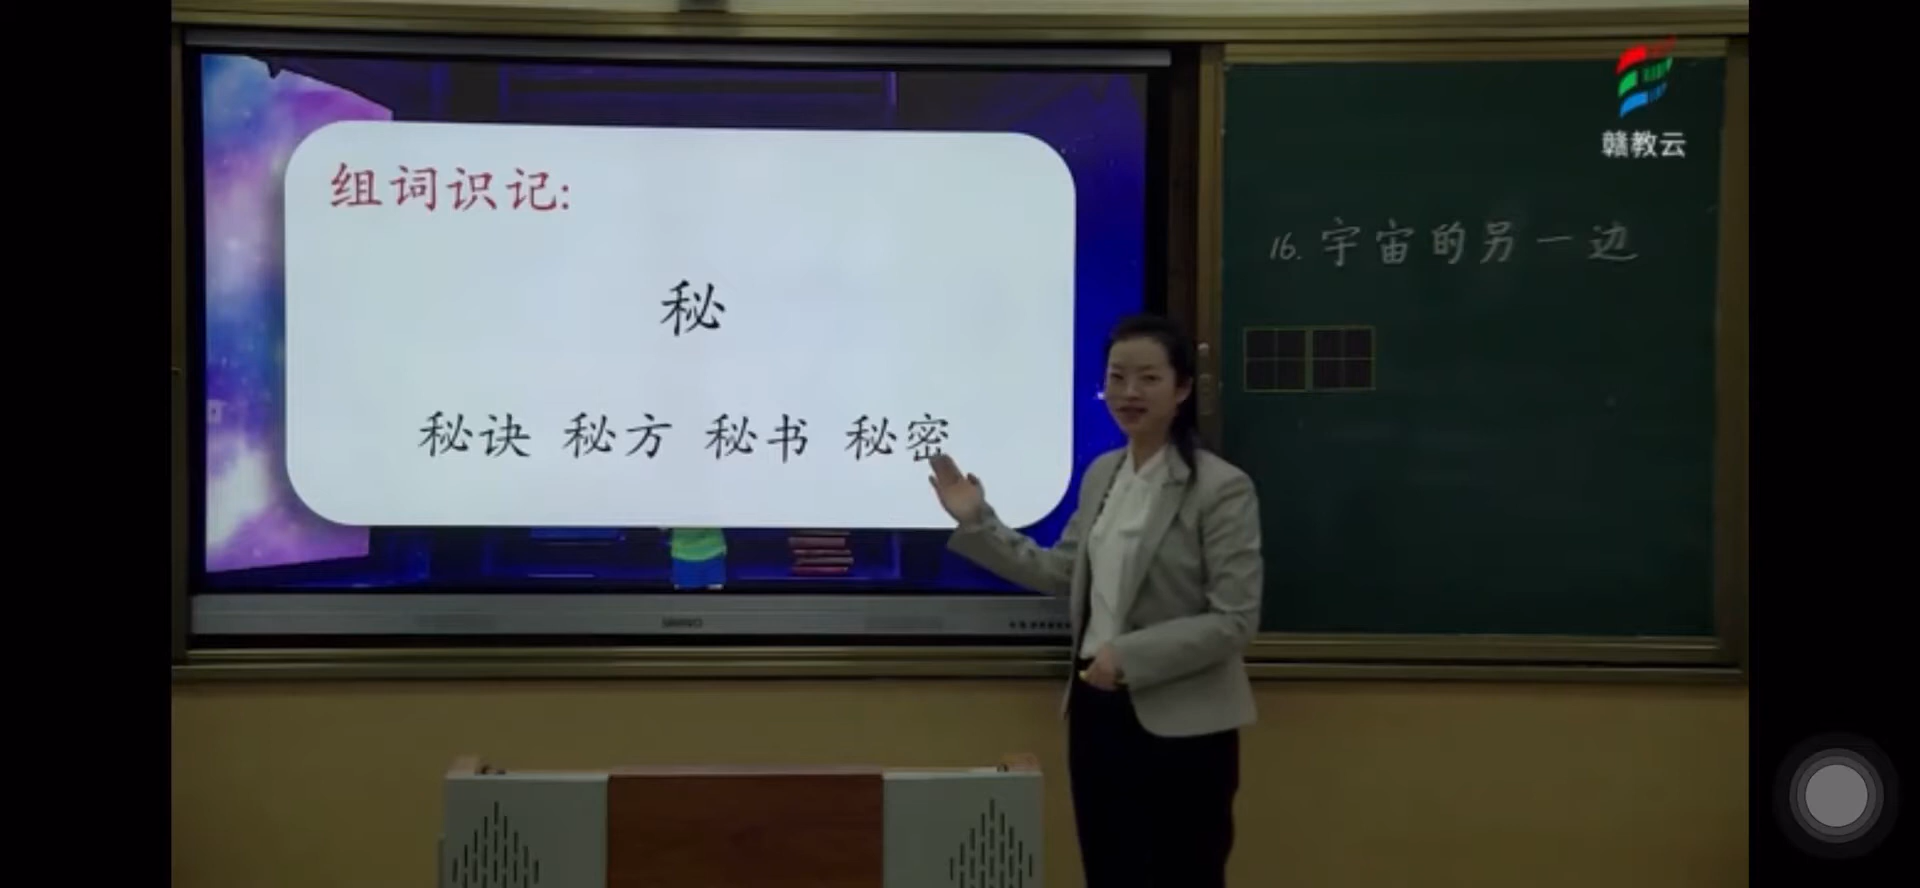 组词识记:
秘
秘诀 秘方 秘书 秘密
赣教云
16.宇宙的另一边